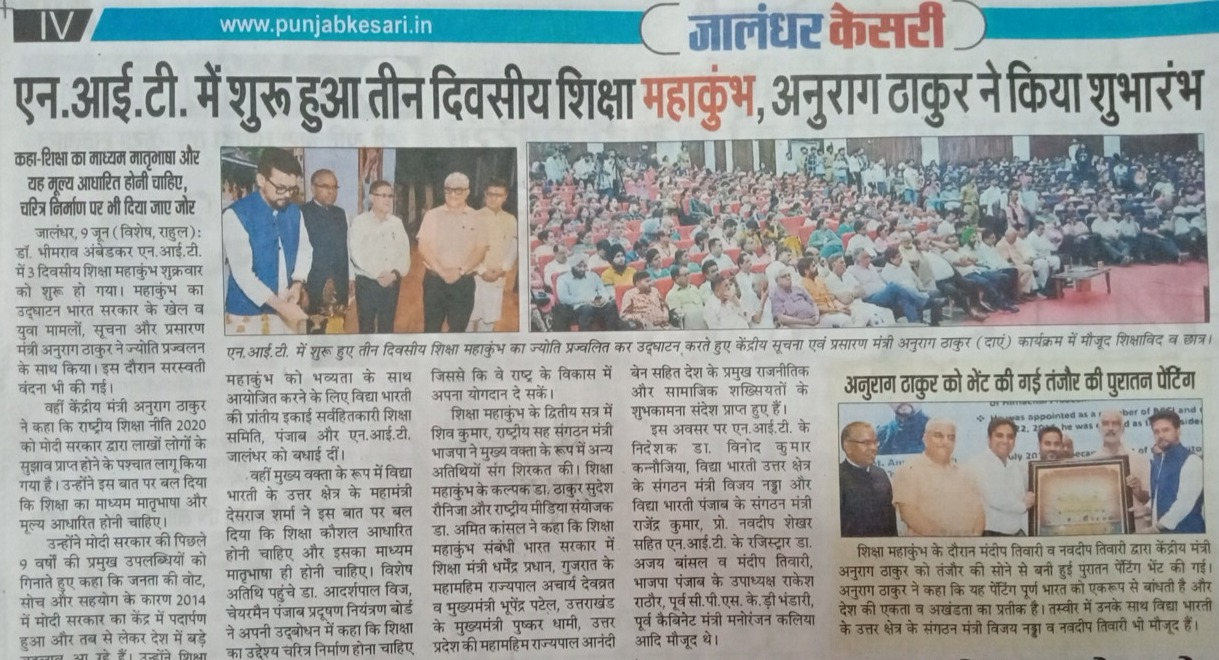 IV
www.punjabkesari.in
जालंधर केसरी
एन.आई.टी. में शुरू हुआ तीन दिवसीय शिक्षा महाकुंभ, अनुराग ठाकुर ने किया शुभारंभ
कहा-शिक्षा का माध्यम मातृभाषा और
यह मूल्य आधारित होनी चाहिए,
चरित्र निर्माण पर भी दिया जाए जोर
जालंधर, 9 जून (विशेष, राहुल):
डॉ. भीमराव अंबेडकर एन.आई.टी.
में 3 दिवसीय शिक्षा महाकुंभ शुक्रवार
को शुरू हो गया। महाकुंभ का
उद्घाटन भारत सरकार के खेल व
युवा मामलों, सूचना और प्रसारण
मंत्री अनुराग ठाकुर ने ज्योति प्रज्वलन
के साथ किया। इस दौरान सरस्वती
वंदना भी की गई।
वहीं केंद्रीय मंत्री अनुराग ठाकुर
ने कहा कि राष्ट्रीय शिक्षा नीति 2020
को मोदी सरकार द्वारा लाखों लोगों के
सुझाव प्राप्त होने के पश्चात लागू किया
गया है। उन्होंने इस बात पर बल दिया
कि शिक्षा का माध्यम मातृभाषा और
मूल्य आधारित होनी चाहिए।
उन्होंने मोदी सरकार की पिछले
9 वर्षों की प्रमुख उपलब्धियों को
गिनाते हुए कहा कि जनता की वोट,
सोच और सहयोग के कारण 2014
में मोदी सरकार का केंद्र में पदार्पण
हुआ और तब से लेकर देश में बड़े
आ रहे हैं। उन्होंने शिक्षा
एन.आई.टी. में शुरू हुए तीन दिवसीय शिक्षा महाकुंभ का ज्योति प्रज्वलित कर उद्घाटन करते हुए केंद्रीय सूचना एवं प्रसारण मंत्री अनुराग ठाकुर (दाएं) कार्यक्रम में मौजूद शिक्षाविद व छात्र।
महाकुंभ को भव्यता के साथ
आयोजित करने के लिए विद्या भारती
की प्रांतीय इकाई सर्वहितकारी शिक्षा
समिति, पंजाब और एन.आई.टी.
जालंधर को बधाई दीं।
वहीं मुख्य वक्ता के रूप में विद्या
भारती के उत्तर क्षेत्र के महामंत्री
देसराज शर्मा ने इस बात पर बल
दिया कि शिक्षा कौशल आधारित
होनी चाहिए और इसका माध्यम
मातृभाषा ही होनी चाहिए। विशेष
अतिथि पहुंचे डा. आदर्शपाल विज,
चेयरमैन पंजाब प्रदूषण नियंत्रण बोर्ड
ने अपनी उद्बोधन में कहा कि शिक्षा
का उद्देश्य चरित्र निर्माण होना चाहिए
जिससे कि वे राष्ट्र के विकास में
अपना योगदान दे सकें।
शिक्षा महाकुंभ के द्वितीय सत्र में
शिव कुमार, राष्ट्रीय सह संगठन मंत्री
भाजपा ने मुख्य वक्ता के रूप में अन्य
अतिथियों संग शिरकत की। शिक्षा
महाकुंभ के कल्पक डा. ठाकुर सुदेश
रौनिजा और राष्ट्रीय मीडिया संयोजक
डा. अमित कांसल ने कहा कि शिक्षा
महाकुंभ संबंधी भारत सरकार में
शिक्षा मंत्री धर्मेंद्र प्रधान, गुजरात के
महामहिम राज्यपाल आचार्य देवव्रत
व मुख्यमंत्री भूपेंद्र पटेल, उत्तराखंड
के मुख्यमंत्री पुष्कर धामी, उत्तर
प्रदेश की महामहिम राज्यपाल आनंदी
बेन सहित देश के प्रमुख राजनीतिक
और सामाजिक शख्सियतों के
शुभकामना संदेश प्राप्त हुए हैं।
इस अवसर पर एन.आई.टी. के
निदेशक डा. विनोद कुमार
कन्नौजिया, विद्या भारती उत्तर क्षेत्र
के संगठन मंत्री विजय नड्डा और
विद्या भारती पंजाब के संगठन मंत्री
राजेंद्र कुमार, प्रो. नवदीप शेखर
सहित एन.आई.टी. के रजिस्ट्रार डा.
अजय बांसल व मंदीप तिवारी,
भाजपा पंजाब के उपाध्यक्ष राकेश
राठौर, पूर्व सी.पी.एस. के.डी भंडारी,
पूर्व कैबिनेट मंत्री मनोरंजन कलिया
आदि मौजूद थे।
अनुराग ठाकुर को भेंट की गई तंजौर की पुरातन पेंटिंग
was appointed as a
and
he was
d as
शिक्षा महाकुंभ के दौरान मंदीप तिवारी व नवदीप तिवारी द्वारा केंद्रीय मंत्री
अनुराग ठाकुर को तंजौर की सोने से बनी हुई पुरातन पेंटिंग भेंट की गई।
अनुराग ठाकुर ने कहा कि यह पेंटिंग पूर्ण भारत को एकरूप से बांधती है और
देश की एकता व अखंडता का प्रतीक है। तस्वीर में उनके साथ विद्या भारती
के उत्तर क्षेत्र के संगठन मंत्री विजय नड्डा व नवदीप तिवारी भी मौजूद हैं।